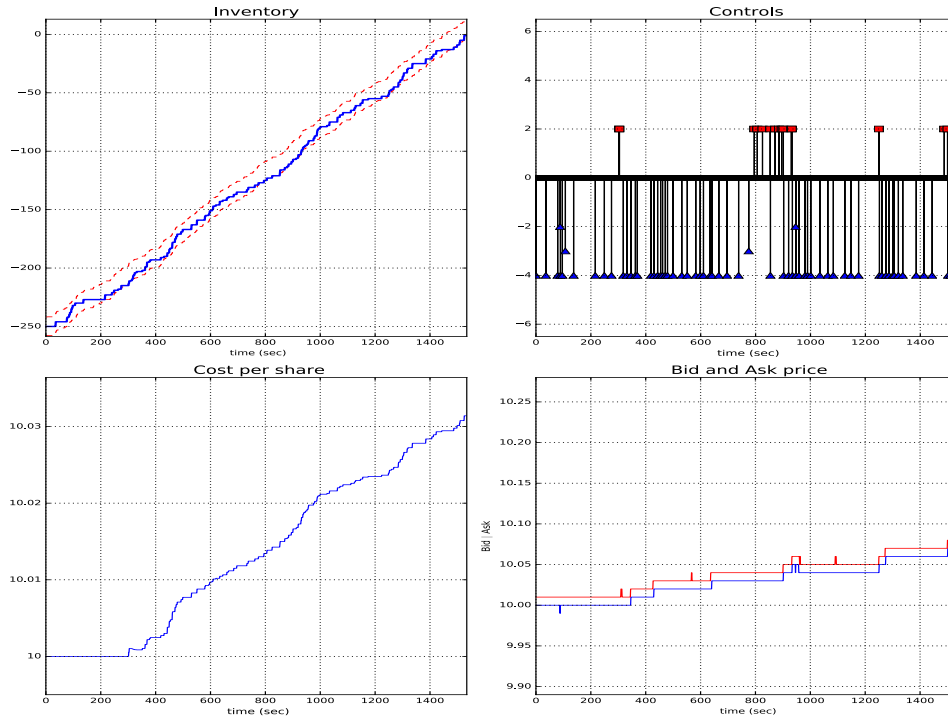 Inventory
0
−50
−100
−150
−200
−250
0 200 400 600 800 1000 1200 1400
time (sec)
Controls
6
4
2
0
−2
−4
−6
0 200 400 600 800 1000 1200 1400
time (sec)
Cost per share
10.03
10.02
10.01
10
0 200 400 600 800 1000 1200 1400
time (sec)
Bid and Ask price
Bid | Ask
10.25
10.20
10.15
10.10
10.05
10.00
9.95
9.90
0 200 400 600 800 1000 1200 1400
time (sec)